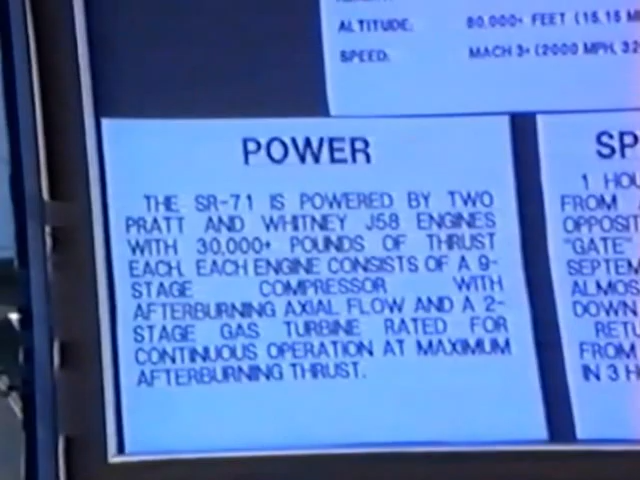 ALTITUDE: 80,000+ FEET (15.15 MI
SPEED: MACH 3+ (2000 MPH, 32
POWER
THE SR-71 IS POWERED BY TWO
PRATT AND WHITNEY J58 ENGINES
WITH 30,000+ POUNDS OF THRUST
EACH. EACH ENGINE CONSISTS OF A 9-
STAGE COMPRESSOR WITH
AFTERBURNING AXIAL FLOW AND A 2-
STAGE GAS TURBINE RATED FOR
CONTINUOUS OPERATION AT MAXIMUM
AFTERBURNING THRUST.
SP
1 HOU
FROM
OPPOSIT
"GATE"
SEPTEM
ALMOS
DOWN
RET
FROM
IN 3 H